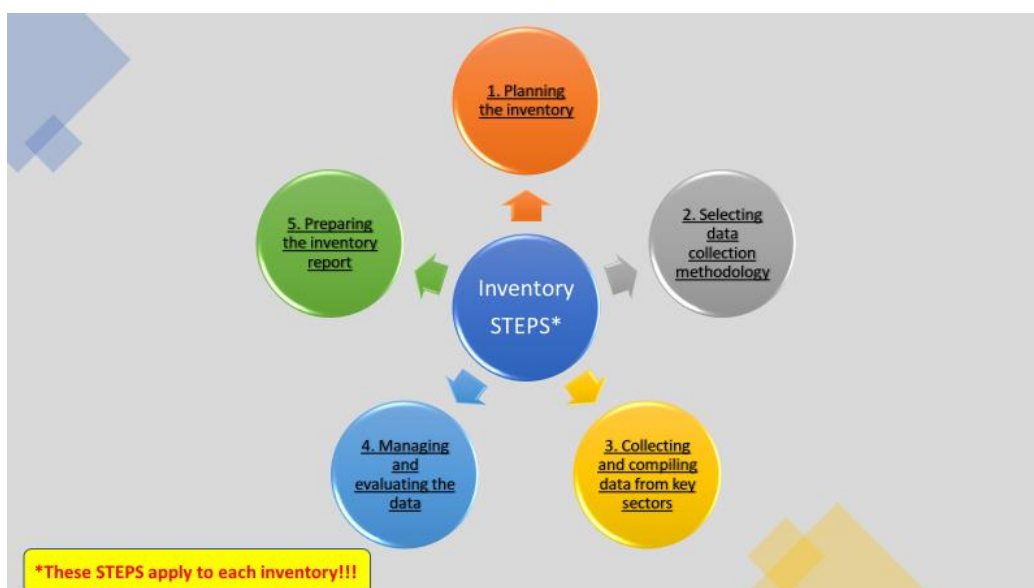 1. Planning
the inventory
2. Selecting
data
collection
methodology
3. Collecting
and compiling
data from key
sectors
4. Managing
and
evaluating the
data
5. Preparing
the inventory
report
Inventory
STEPS*
*These STEPS apply to each inventory!!!